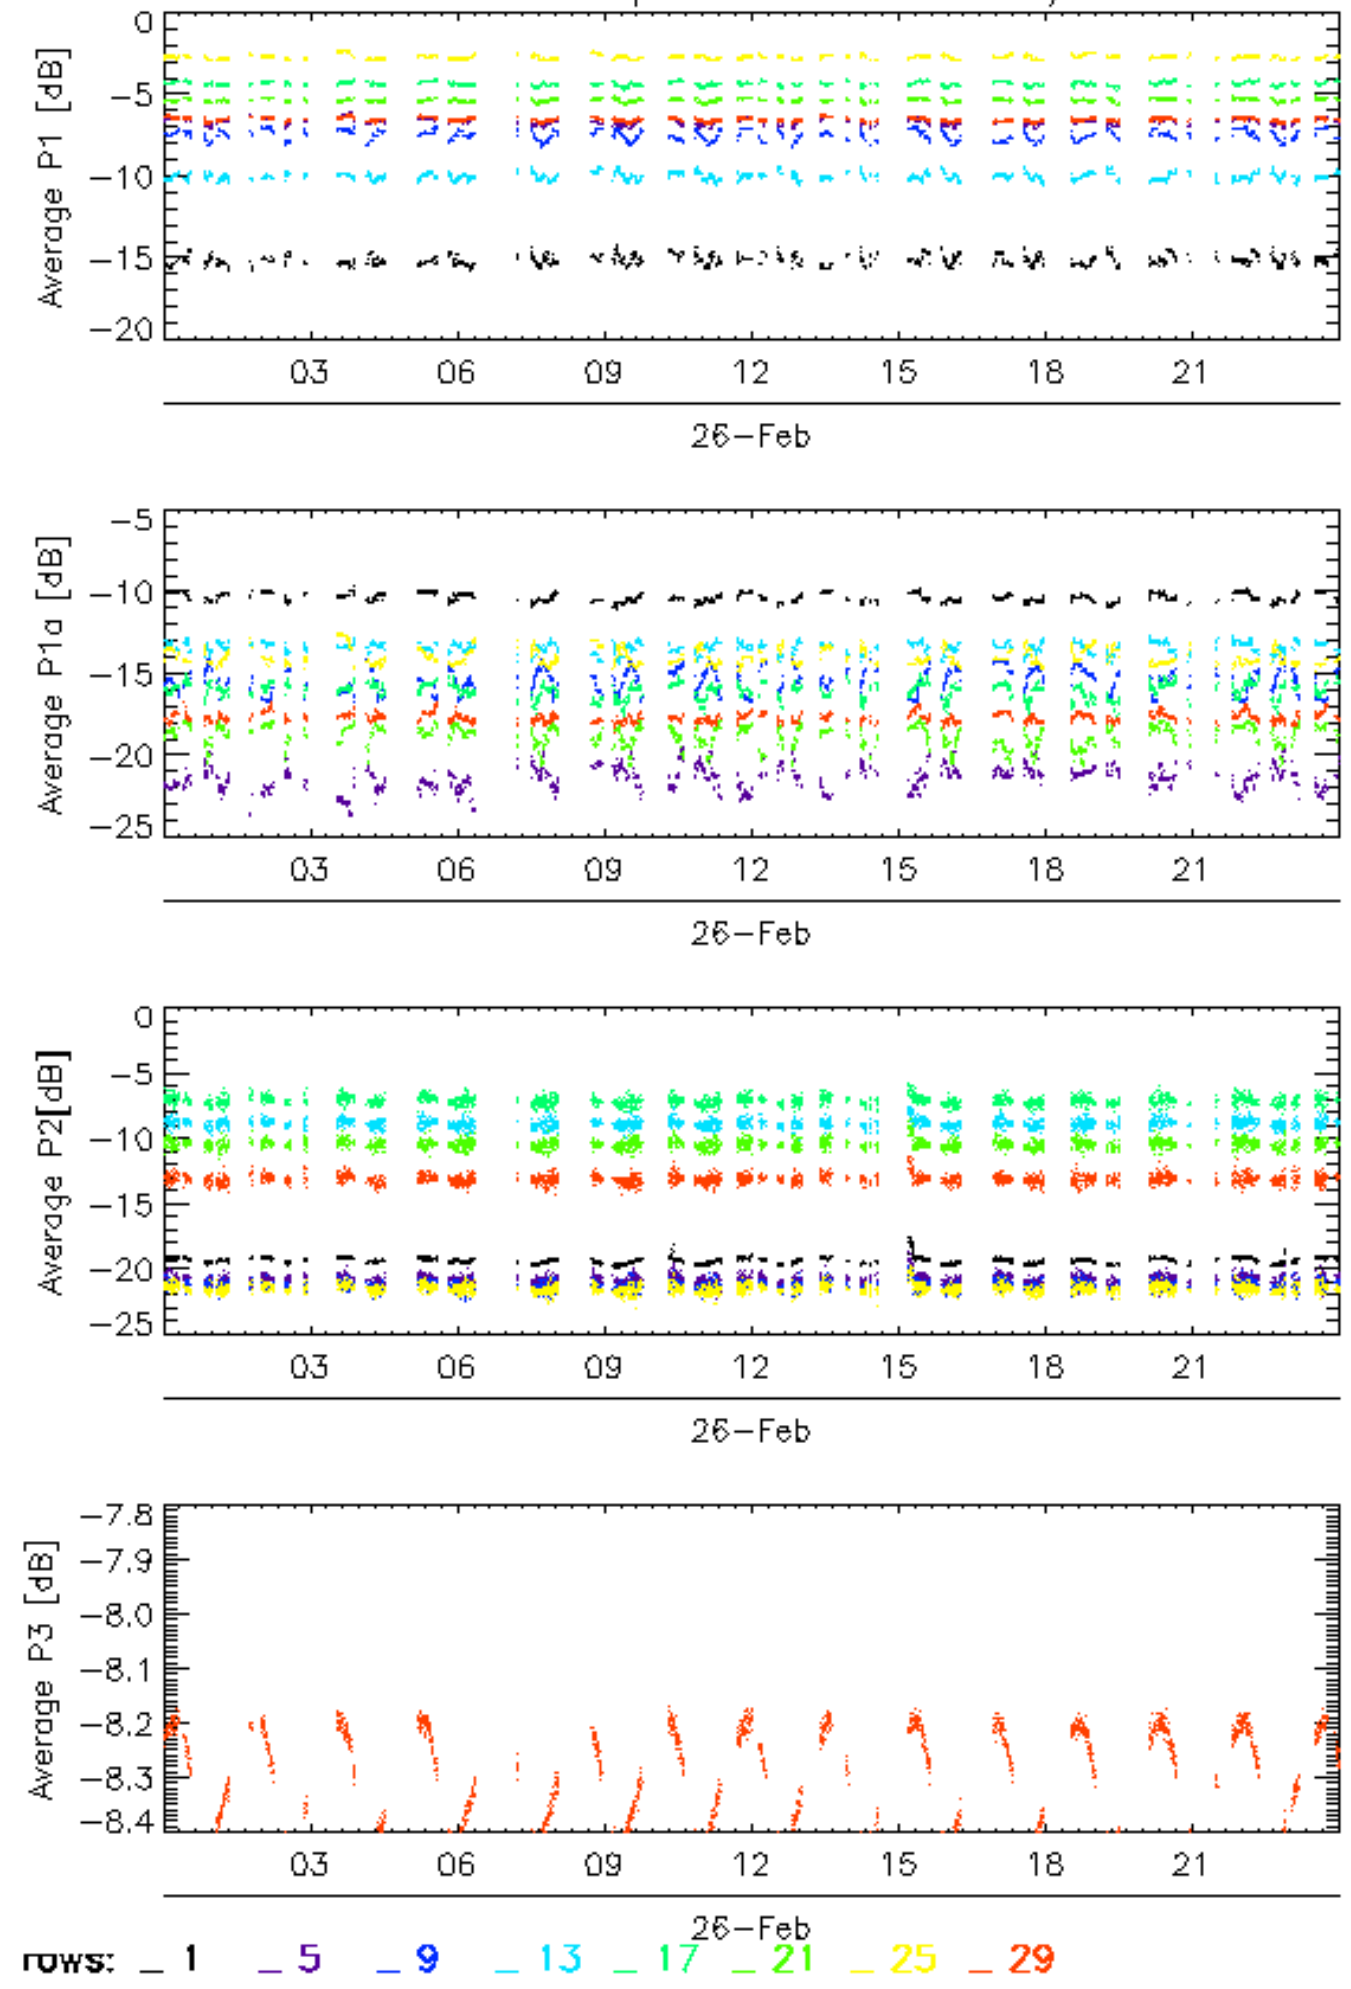 0
−5
−10
−15
−20
Average P1 [dB]
03 06 09 12 15 18 21
26−Feb
−5
−10
−15
−20
−25
Average P1a [dB]
03 06 09 12 15 18 21
26−Feb
0
−5
−10
−15
−20
−25
Average P2[dB]
03 06 09 12 15 18 21
26−Feb
−7.8
−7.9
−8.0
−8.1
−8.2
−8.3
−8.4
Average P3 [dB]
03 06 09 12 15 18 21
26−Feb
rows: _ 1 _ 5 _ 9 _ 13 _ 17 _ 21 _ 25 _ 29